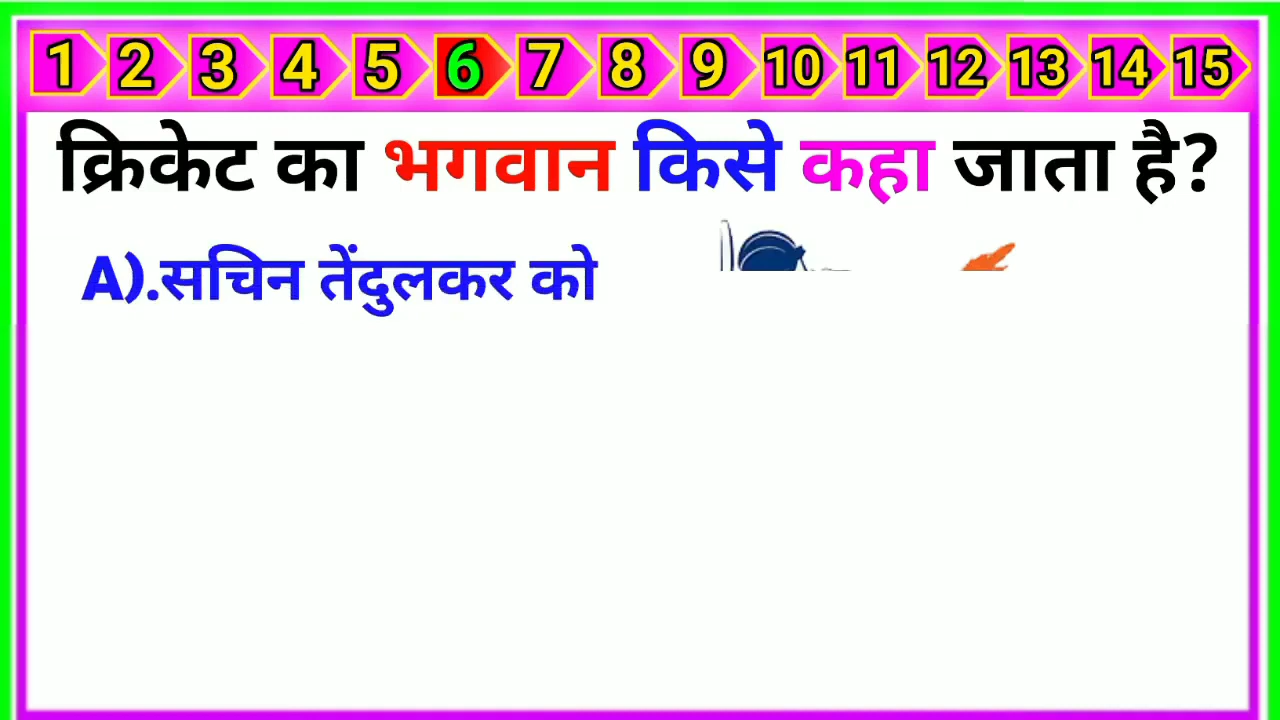 1 2 3 4 5 6 7 8 9 10 11 12 13 14 15
क्रिकेट का भगवान किसे कहा जाता है?
A).सचिन तेंदुलकर को